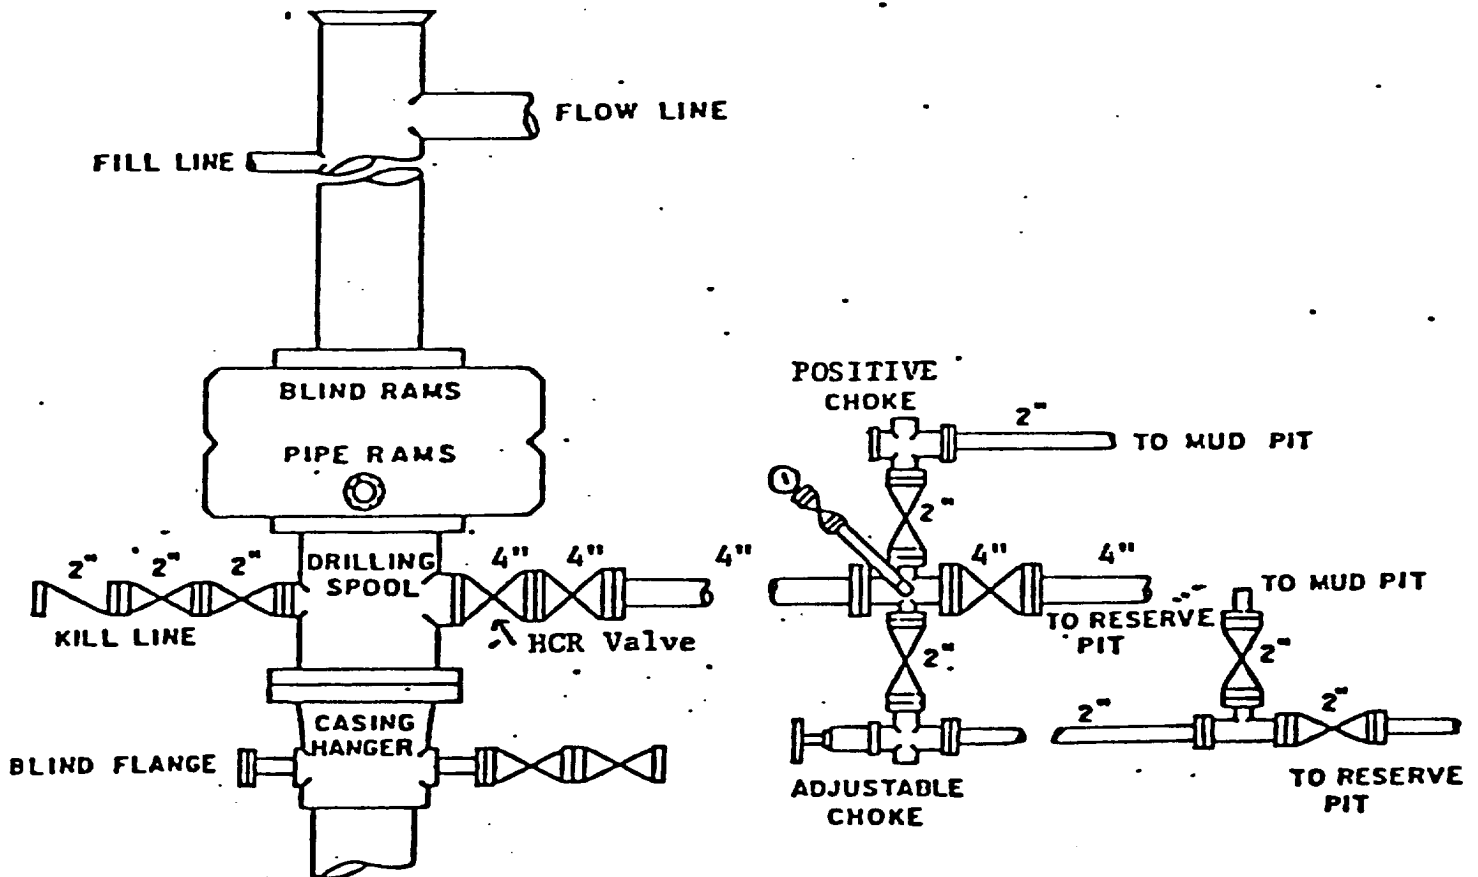 FLOW LINE
FILL LINE
BLIND RAMS
PIPE RAMS
2" 2" 2"
DRILLING
SPOOL
4" 4" 4"
KILL LINE
HCR Valve
CASING
HANGER
BLIND FLANGE
POSITIVE
CHOKE
2"
TO MUD PIT
2"
4" 4"
TO RESERVE
PIT
TO MUD PIT
2"
2"
2"
2"
ADJUSTABLE
CHOKE
TO RESERVE
PIT